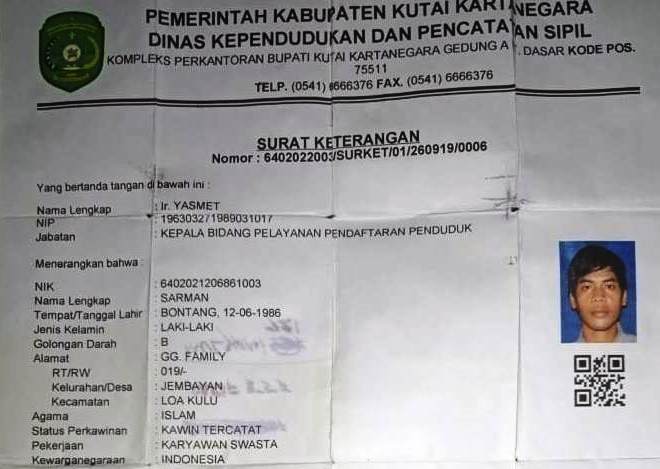 PEMERINTAH KABUPATEN KUTAI KARTANEGARA
DINAS KEPENDUDUKAN DAN PENCATATAN SIPIL
KOMPLEKS PERKANTORAN BUPATI KUTAI KARTANEGARA GEDUNG A LT. DASAR KODE POS.
75511
TELP. (0541) 6666376 FAX. (0541) 6666376
SURAT KETERANGAN
Nomor : 6402022003/SURKET/01/260919/0006
Yang bertanda tangan di bawah ini :
Nama Lengkap : Ir. YASMET
NIP : 196303271989031017
Jabatan : KEPALA BIDANG PELAYANAN PENDAFTARAN PENDUDUK
Menerangkan bahwa :
NIK : 6402021206861003
Nama Lengkap : SARMAN
Tempat/Tanggal Lahir : BONTANG, 12-06-1986
Jenis Kelamin : LAKI-LAKI
Golongan Darah : B
Alamat : GG. FAMILY
RT/RW : 019/-
Kelurahan/Desa : JEMBAYAN
Kecamatan : LOA KULU
Agama : ISLAM
Status Perkawinan : KAWIN TERCATAT
Pekerjaan : KARYAWAN SWASTA
Kewarganegaraan : INDONESIA